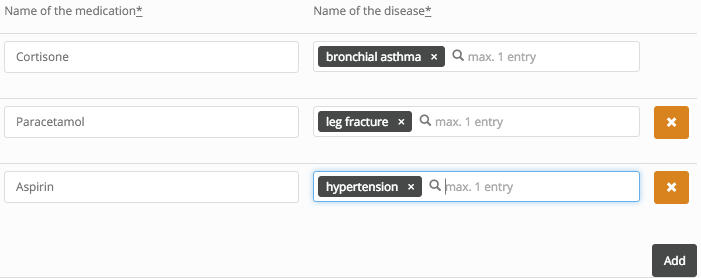 Name of the medication* Name of the disease*
Cortisone bronchial asthma × max. 1 entry
Paracetamol leg fracture × max. 1 entry ×
Aspirin hypertension × max. 1 entry ×
Add